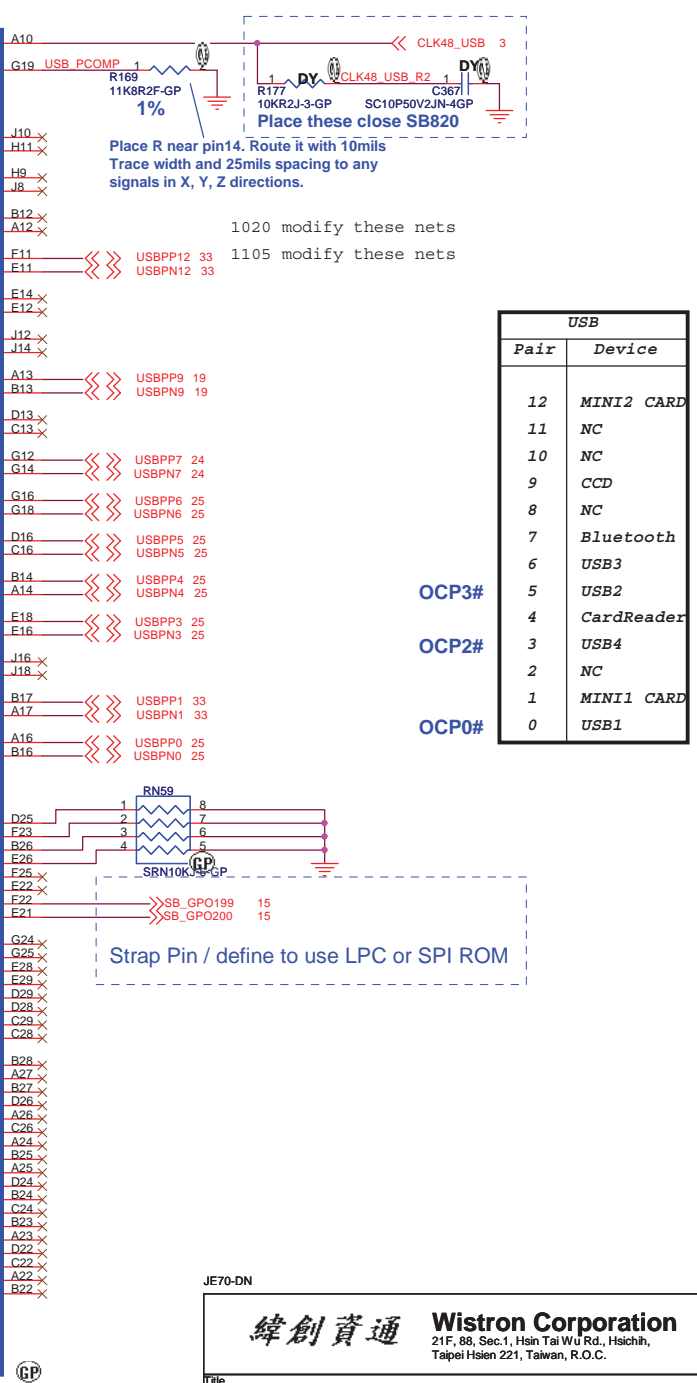 A10
CLK48_USB 3
G19 USB_PCOMP 1 2
R169
11K8R2F-GP
1%
1 DY 2 CLK48_USB_R2 1 DY 2
R177
10KR2J-3-GP
C367
SC10P50V2JN-4GP
Place these close SB820
Place R near pin14. Route it with 10mils
Trace width and 25mils spacing to any
signals in X, Y, Z directions.
J10
H11
H9
J8
B12
A12
1020 modify these nets
1105 modify these nets
F11 USBPP12 33
E11 USBPN12 33
E14
E12
J12
J14
A13 USBPP9 19
B13 USBPN9 19
D13
C13
G12 USBPP7 24
G14 USBPN7 24
G16 USBPP6 25
G18 USBPN6 25
D16 USBPP5 25
C16 USBPN5 25
B14 USBPP4 25
A14 USBPN4 25
E18 USBPP3 25
E16 USBPN3 25
J16
J18
B17 USBPP1 33
A17 USBPN1 33
A16 USBPP0 25
B16 USBPN0 25
USB
Pair Device
12 MINI2 CARD
11 NC
10 NC
9 CCD
8 NC
7 Bluetooth
6 USB3
OCP3# 5 USB2
4 CardReader
OCP2# 3 USB4
2 NC
1 MINI1 CARD
OCP0# 0 USB1
RN59
D25 1 8
F23 2 7
B26 3 6
E26 4 5
GP
F25
E22
F22 SB_GPO199 15
E21 SB_GPO200 15
Strap Pin / define to use LPC or SPI ROM
G24
G25
E28
E29
D29
D28
C29
C28
B28
A27
B27
D26
A26
C26
A24
B25
A25
D24
B24
C24
B23
A23
D22
C22
A22
B22
GP
JE70-DN
緯創資通 Wistron Corporation
21F, 88, Sec.1, Hsin Tai Wu Rd., Hsichih,
Taipei Hsien 221, Taiwan, R.O.C.
Title